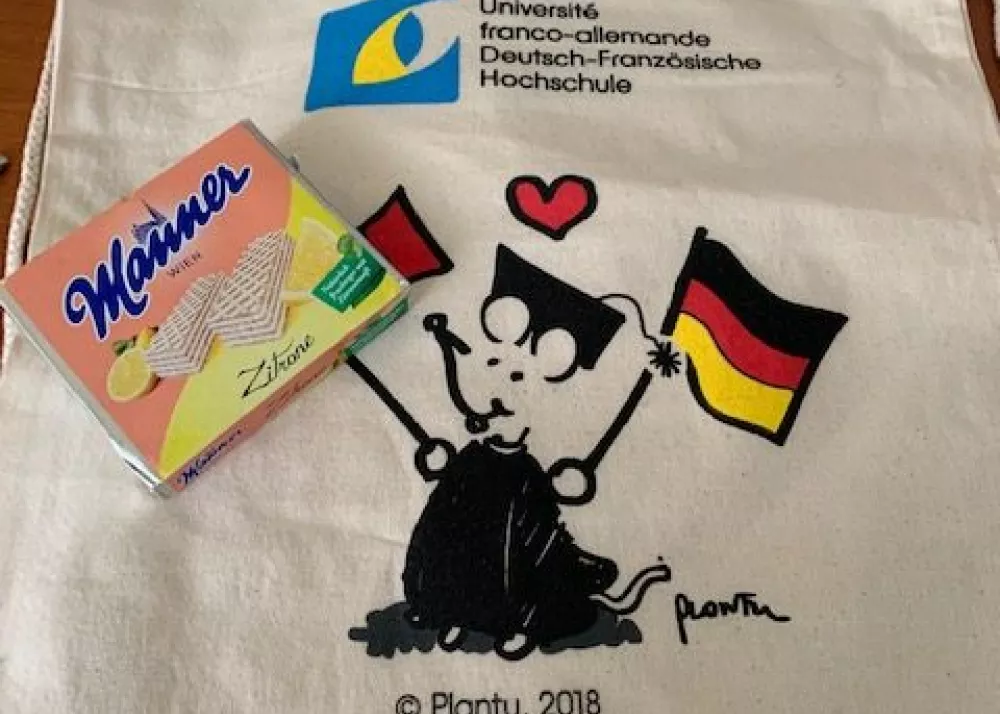 Université
franco-allemande
Deutsch-Französische
Hochschule
Manner
WIEN
Zitrone
Manner
Plantu
© Plantu, 2018